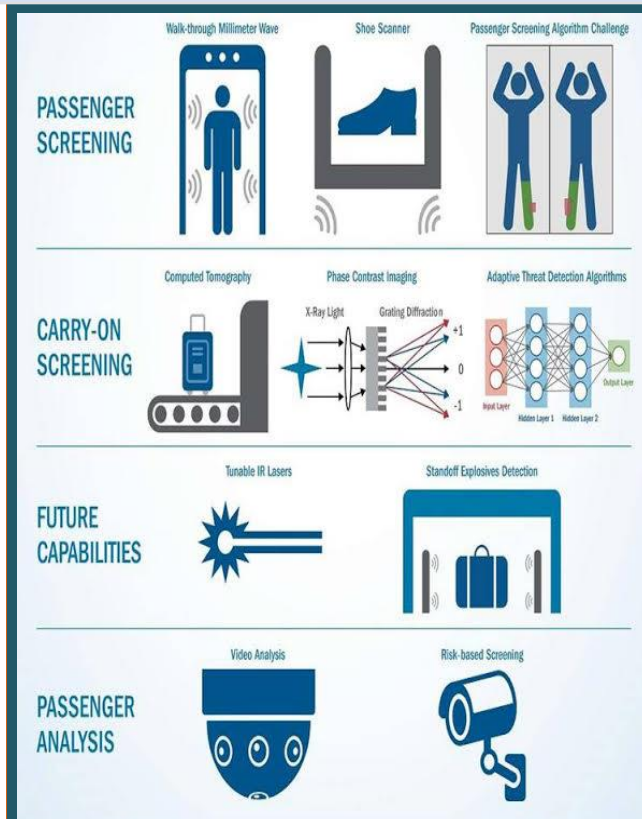 Walk-through Millimeter Wave
Shoe Scanner
Passenger Screening Algorithm Challenge
PASSENGER
SCREENING
Computed Tomography
Phase Contrast Imaging
Adaptive Threat Detection Algorithms
X-Ray Light
Grating Diffraction
+1
0
-1
Input Layer
Hidden Layer 1
Hidden Layer 2
Output Layer
CARRY-ON
SCREENING
Tunable IR Lasers
Standoff Explosives Detection
FUTURE
CAPABILITIES
Video Analysis
Risk-based Screening
PASSENGER
ANALYSIS